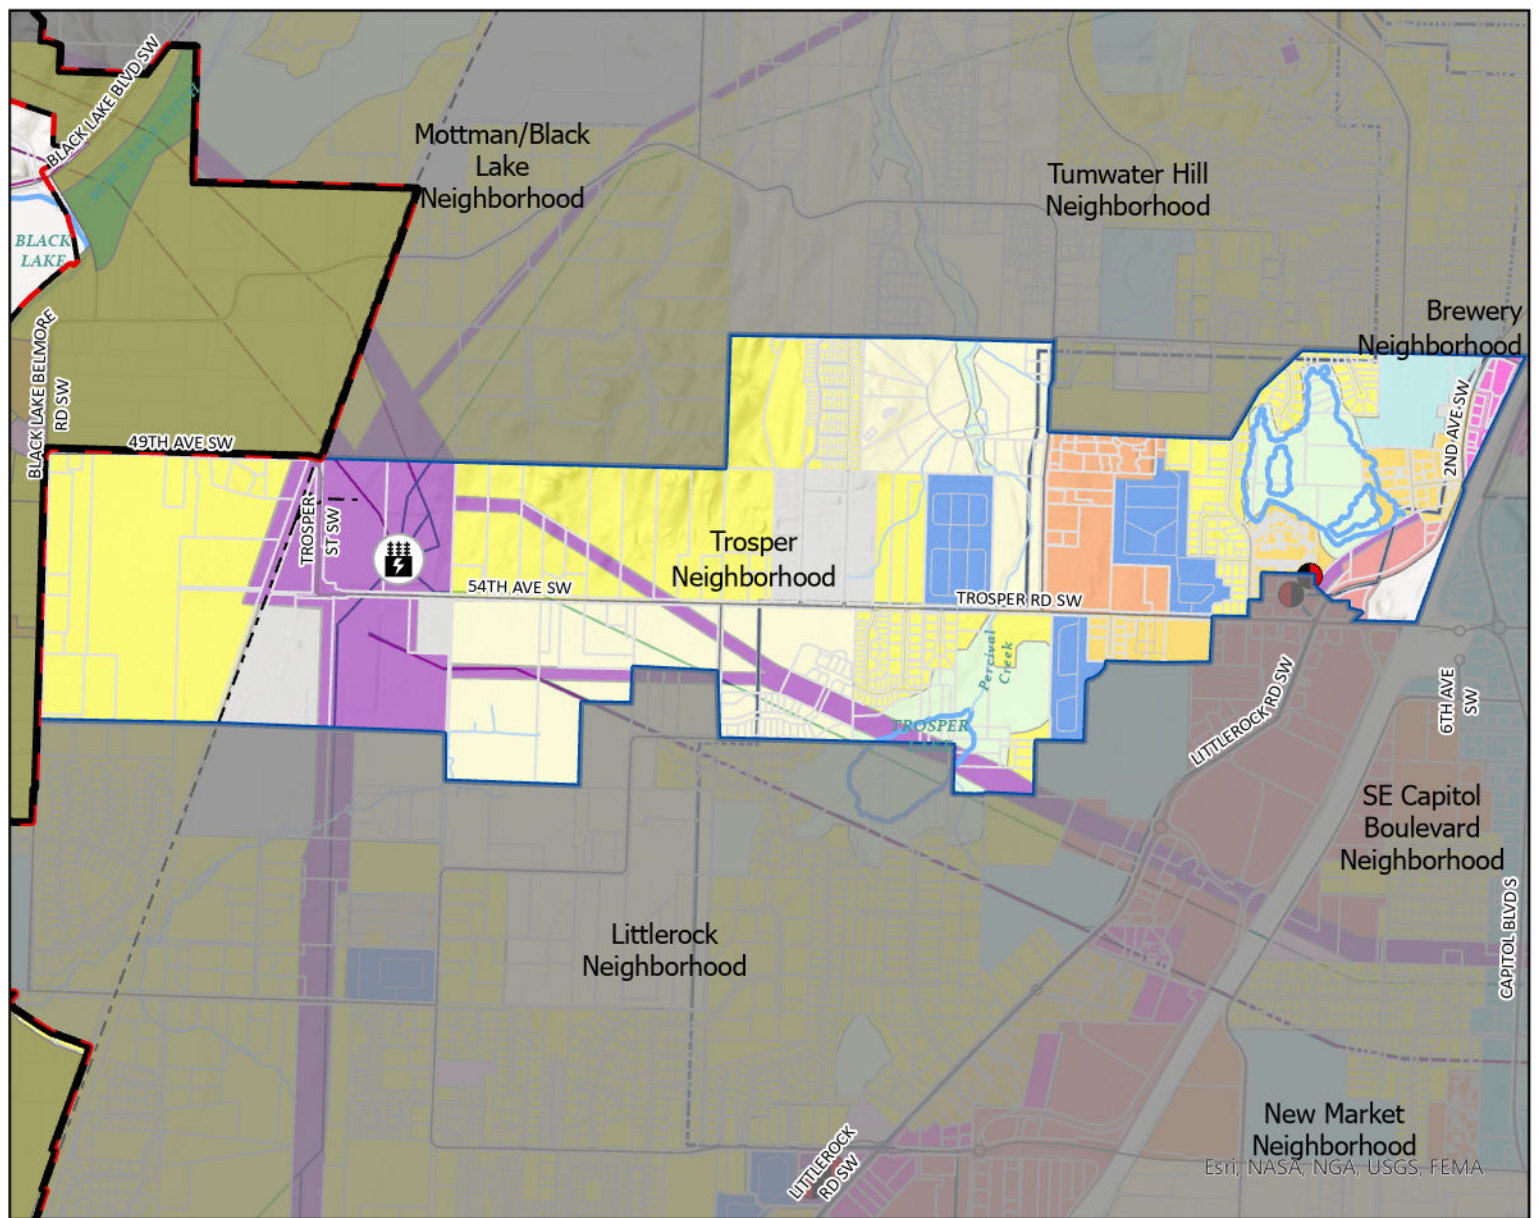 BLACK LAKE BLVD SW
BLACK LAKE DITCH
Mottman/Black
Lake
Neighborhood
Tumwater Hill
Neighborhood
BLACK
LAKE
Brewery
Neighborhood
BLACK LAKE BELMORE
RD SW
49TH AVE SW
2ND AVE SW
TROSPER
ST SW
Trosper
Neighborhood
54TH AVE SW
TROSPER RD SW
Percival
Creek
TROSPER
LITTLEROCK RD SW
6TH AVE
SW
SE Capitol
Boulevard
Neighborhood
Littlerock
Neighborhood
CAPITOL BLVD S
New Market
Neighborhood
LITTLEROCK
RD SW
Esri, NASA, NGA, USGS, FEMA